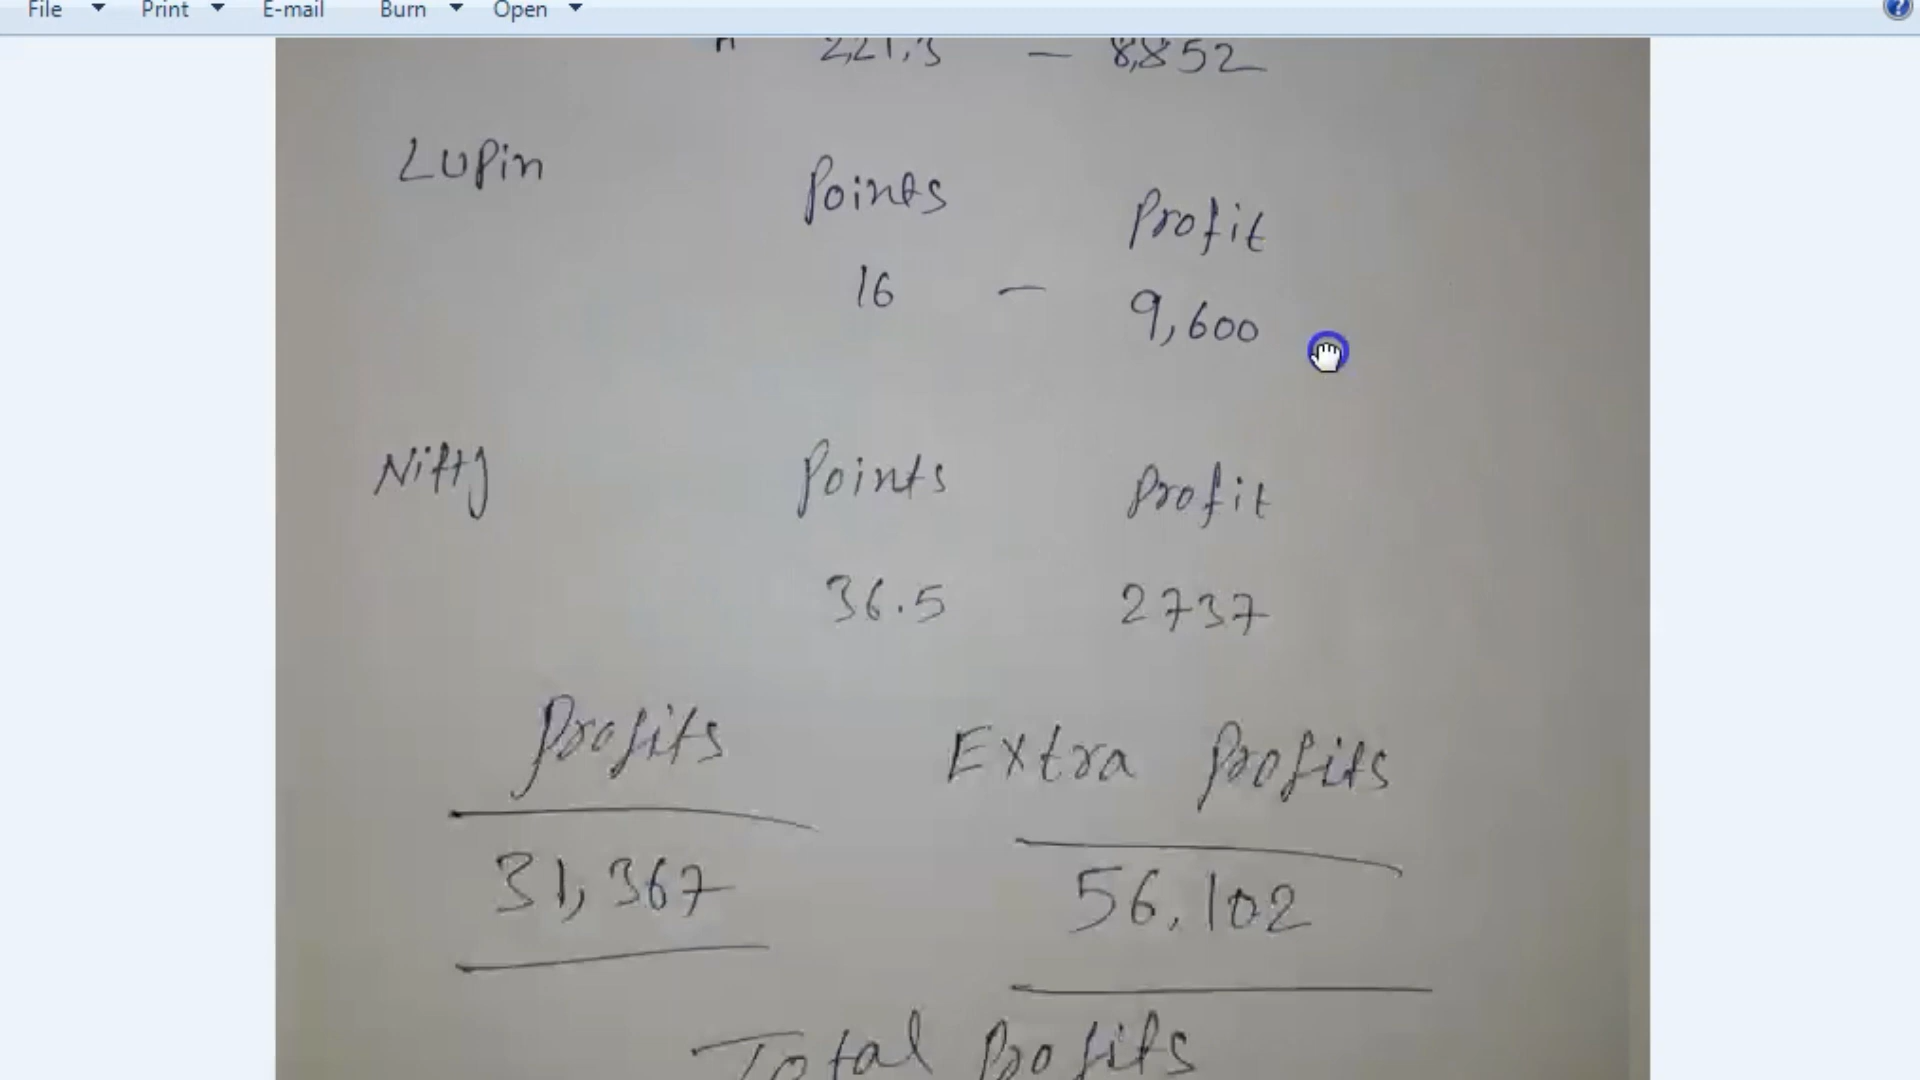 File Print E-mail Burn Open
221.3 — 8,852
Lupin Points Profit
16 — 9,600
Nifty Points Profit
36.5 2737
Profits Extra Profits
31,367 56,102
Total Profits